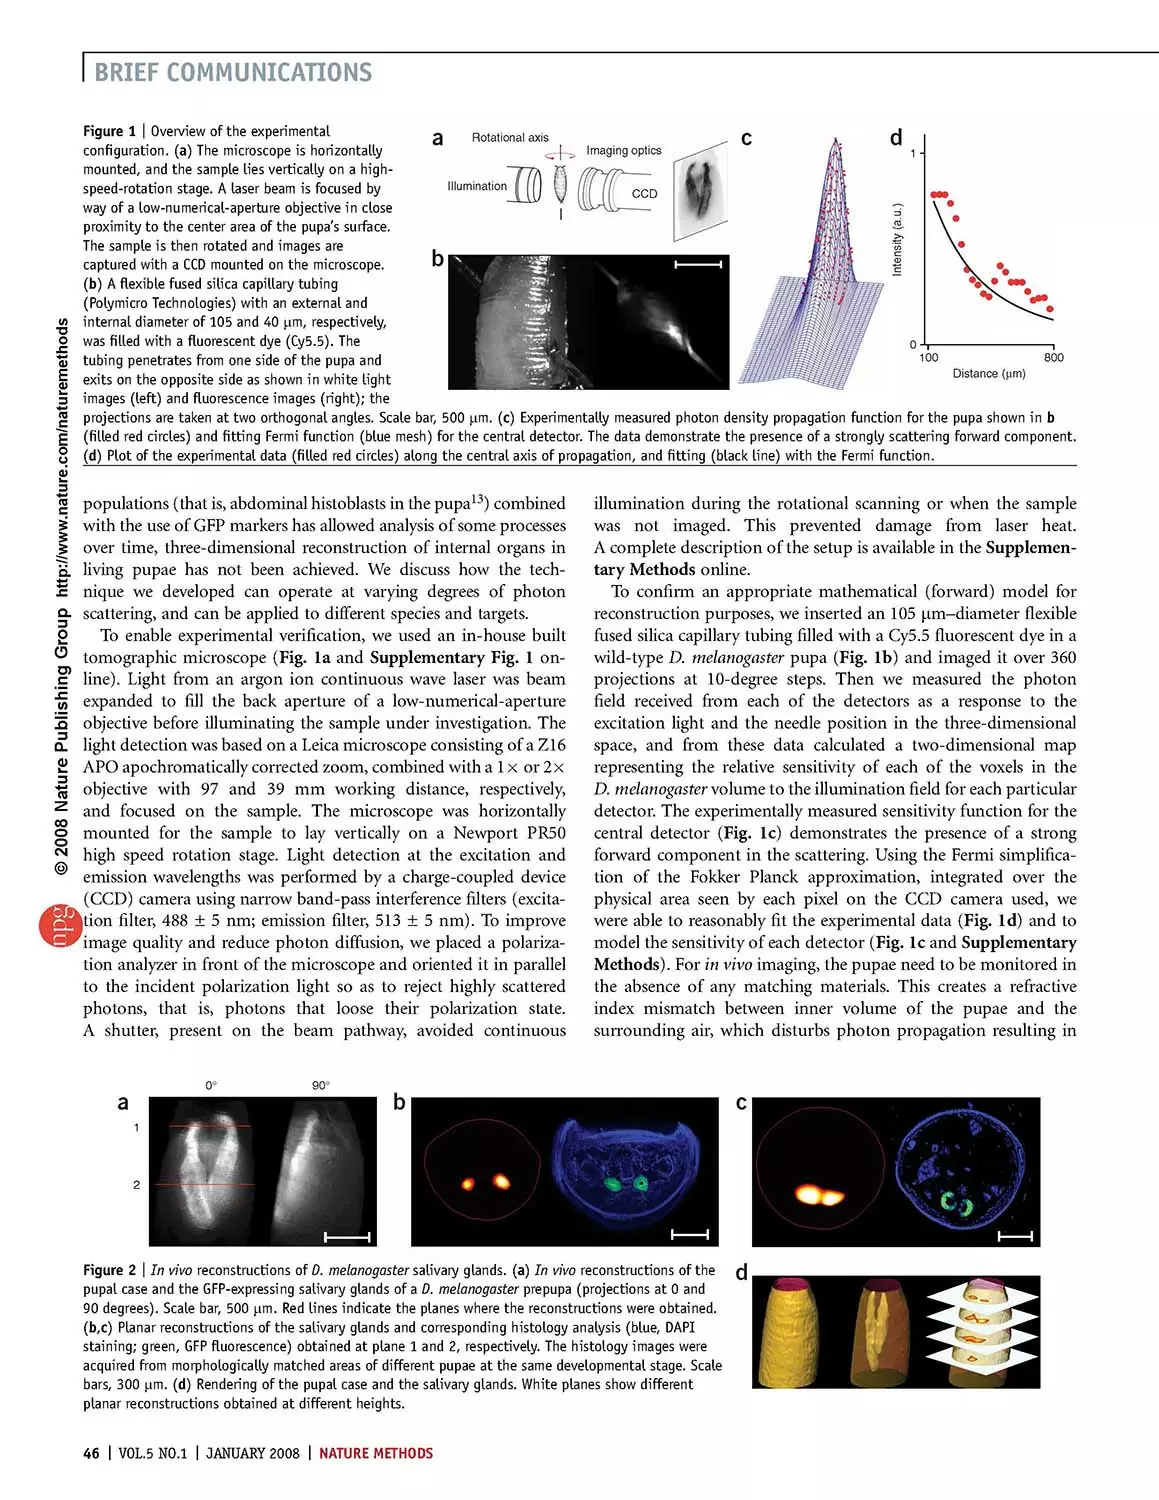 BRIEF COMMUNICATIONS
Figure 1 | Overview of the experimental
configuration. (a) The microscope is horizontally
mounted, and the sample lies vertically on a high-
speed-rotation stage. A laser beam is focused by
way of a low-numerical-aperture objective in close
proximity to the center area of the pupa’s surface.
The sample is then rotated and images are
captured with a CCD mounted on the microscope.
(b) A flexible fused silica capillary tubing
(Polymicro Technologies) with an external and
internal diameter of 105 and 40 μm, respectively,
was filled with a fluorescent dye (Cy5.5). The
tubing penetrates from one side of the pupa and
exits on the opposite side as shown in white light
images (left) and fluorescence images (right); the
projections are taken at two orthogonal angles. Scale bar, 500 μm. (c) Experimentally measured photon density propagation function for the pupa shown in b
(filled red circles) and fitting Fermi function (blue mesh) for the central detector. The data demonstrate the presence of a strongly scattering forward component.
(d) Plot of the experimental data (filled red circles) along the central axis of propagation, and fitting (black line) with the Fermi function.
a
Rotational axis
Imaging optics
Illumination
CCD
b
c
d
1
0
Intensity (a.u.)
100
800
Distance (μm)
© 2008 Nature Publishing Group http://www.nature.com/naturemethods
npg
populations (that is, abdominal histoblasts in the pupa13) combined
with the use of GFP markers has allowed analysis of some processes
over time, three-dimensional reconstruction of internal organs in
living pupae has not been achieved. We discuss how the tech-
nique we developed can operate at varying degrees of photon
scattering, and can be applied to different species and targets.
To enable experimental verification, we used an in-house built
tomographic microscope (Fig. 1a and Supplementary Fig. 1 on-
line). Light from an argon ion continuous wave laser was beam
expanded to fill the back aperture of a low-numerical-aperture
objective before illuminating the sample under investigation. The
light detection was based on a Leica microscope consisting of a Z16
APO apochromatically corrected zoom, combined with a 1× or 2×
objective with 97 and 39 mm working distance, respectively,
and focused on the sample. The microscope was horizontally
mounted for the sample to lay vertically on a Newport PR50
high speed rotation stage. Light detection at the excitation and
emission wavelengths was performed by a charge-coupled device
(CCD) camera using narrow band-pass interference filters (excita-
tion filter, 488 ± 5 nm; emission filter, 513 ± 5 nm). To improve
image quality and reduce photon diffusion, we placed a polariza-
tion analyzer in front of the microscope and oriented it in parallel
to the incident polarization light so as to reject highly scattered
photons, that is, photons that loose their polarization state.
A shutter, present on the beam pathway, avoided continuous
illumination during the rotational scanning or when the sample
was not imaged. This prevented damage from laser heat.
A complete description of the setup is available in the Supplemen-
tary Methods online.
To confirm an appropriate mathematical (forward) model for
reconstruction purposes, we inserted an 105 μm–diameter flexible
fused silica capillary tubing filled with a Cy5.5 fluorescent dye in a
wild-type D. melanogaster pupa (Fig. 1b) and imaged it over 360
projections at 10-degree steps. Then we measured the photon
field received from each of the detectors as a response to the
excitation light and the needle position in the three-dimensional
space, and from these data calculated a two-dimensional map
representing the relative sensitivity of each of the voxels in the
D. melanogaster volume to the illumination field for each particular
detector. The experimentally measured sensitivity function for the
central detector (Fig. 1c) demonstrates the presence of a strong
forward component in the scattering. Using the Fermi simplifica-
tion of the Fokker Planck approximation, integrated over the
physical area seen by each pixel on the CCD camera used, we
were able to reasonably fit the experimental data (Fig. 1d) and to
model the sensitivity of each detector (Fig. 1c and Supplementary
Methods). For in vivo imaging, the pupae need to be monitored in
the absence of any matching materials. This creates a refractive
index mismatch between inner volume of the pupae and the
surrounding air, which disturbs photon propagation resulting in
a
0°
90°
1
2
b
c
d
Figure 2 | In vivo reconstructions of D. melanogaster salivary glands. (a) In vivo reconstructions of the
pupal case and the GFP-expressing salivary glands of a D. melanogaster prepupa (projections at 0 and
90 degrees). Scale bar, 500 μm. Red lines indicate the planes where the reconstructions were obtained.
(b,c) Planar reconstructions of the salivary glands and corresponding histology analysis (blue, DAPI
staining; green, GFP fluorescence) obtained at plane 1 and 2, respectively. The histology images were
acquired from morphologically matched areas of different pupae at the same developmental stage. Scale
bars, 300 μm. (d) Rendering of the pupal case and the salivary glands. White planes show different
planar reconstructions obtained at different heights.
46 | VOL.5 NO.1 | JANUARY 2008 | NATURE METHODS